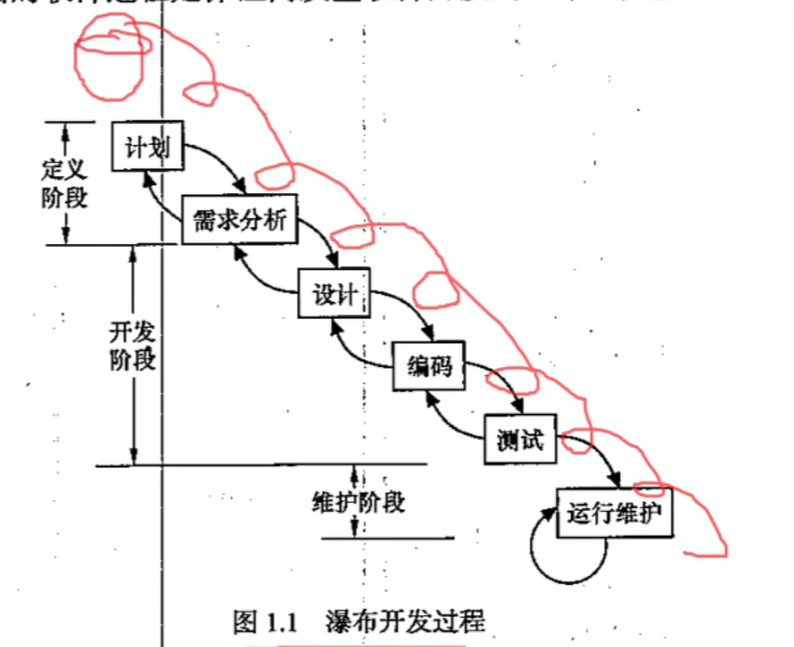 计划
定义
阶段
需求分析
设计
开发
阶段
编码
测试
维护阶段
运行维护
图 1.1 瀑布开发过程